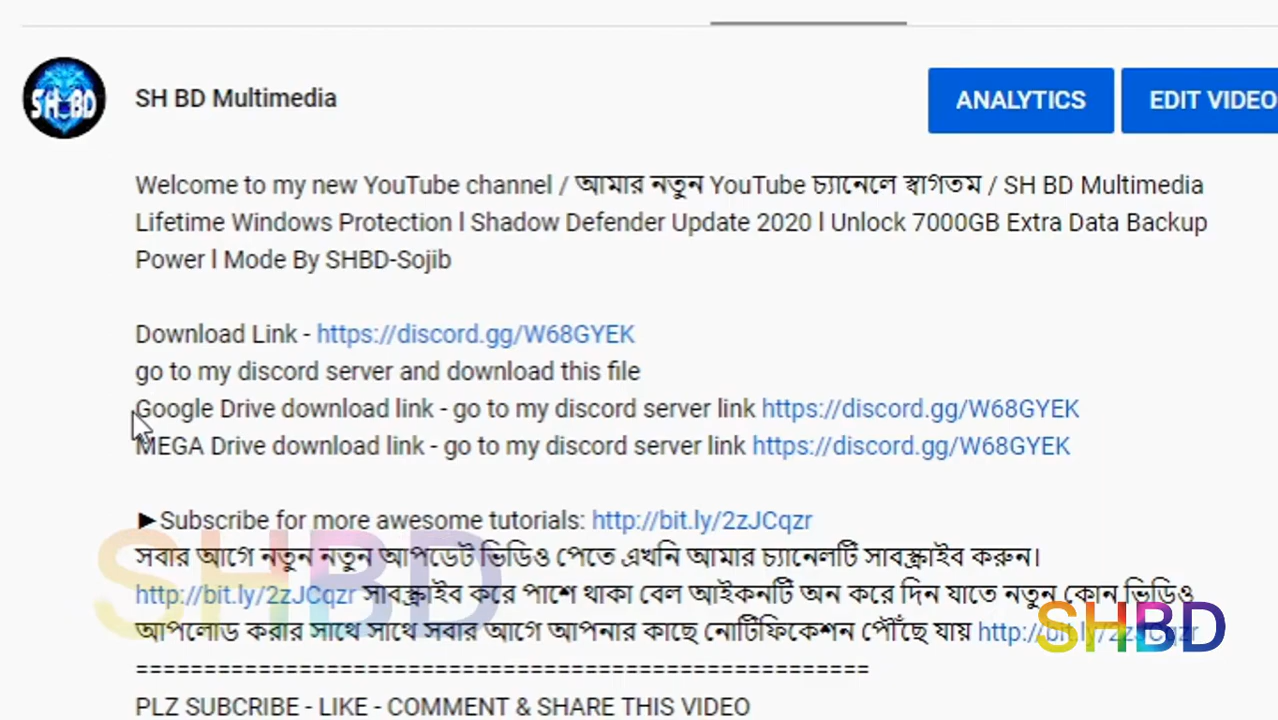 SH BD
SH BD Multimedia
ANALYTICS
EDIT VIDEO
Welcome to my new YouTube channel / আমার নতুন YouTube চ্যানেলে স্বাগতম / SH BD Multimedia
Lifetime Windows Protection l Shadow Defender Update 2020 l Unlock 7000GB Extra Data Backup
Power l Mode By SHBD-Sojib
Download Link - https://discord.gg/W68GYEK
go to my discord server and download this file
Google Drive download link - go to my discord server link https://discord.gg/W68GYEK
MEGA Drive download link - go to my discord server link https://discord.gg/W68GYEK
►Subscribe for more awesome tutorials: http://bit.ly/2zJCqzr
সবার আগে নতুন নতুন আপডেট ভিডিও পেতে এখনি আমার চ্যানেলটি সাবস্ক্রাইব করুন।
http://bit.ly/2zJCqzr সাবস্ক্রাইব করে পাশে থাকা বেল আইকনটি অন করে দিন যাতে নতুন কোন ভিডিও
আপলোড করার সাথে সাথে সবার আগে আপনার কাছে নোটিফিকেশন পৌঁছে যায় http://bit.ly/2zJCqzr
SHBD
SHBD
======================================================
PLZ SUBCRIBE - LIKE - COMMENT & SHARE THIS VIDEO